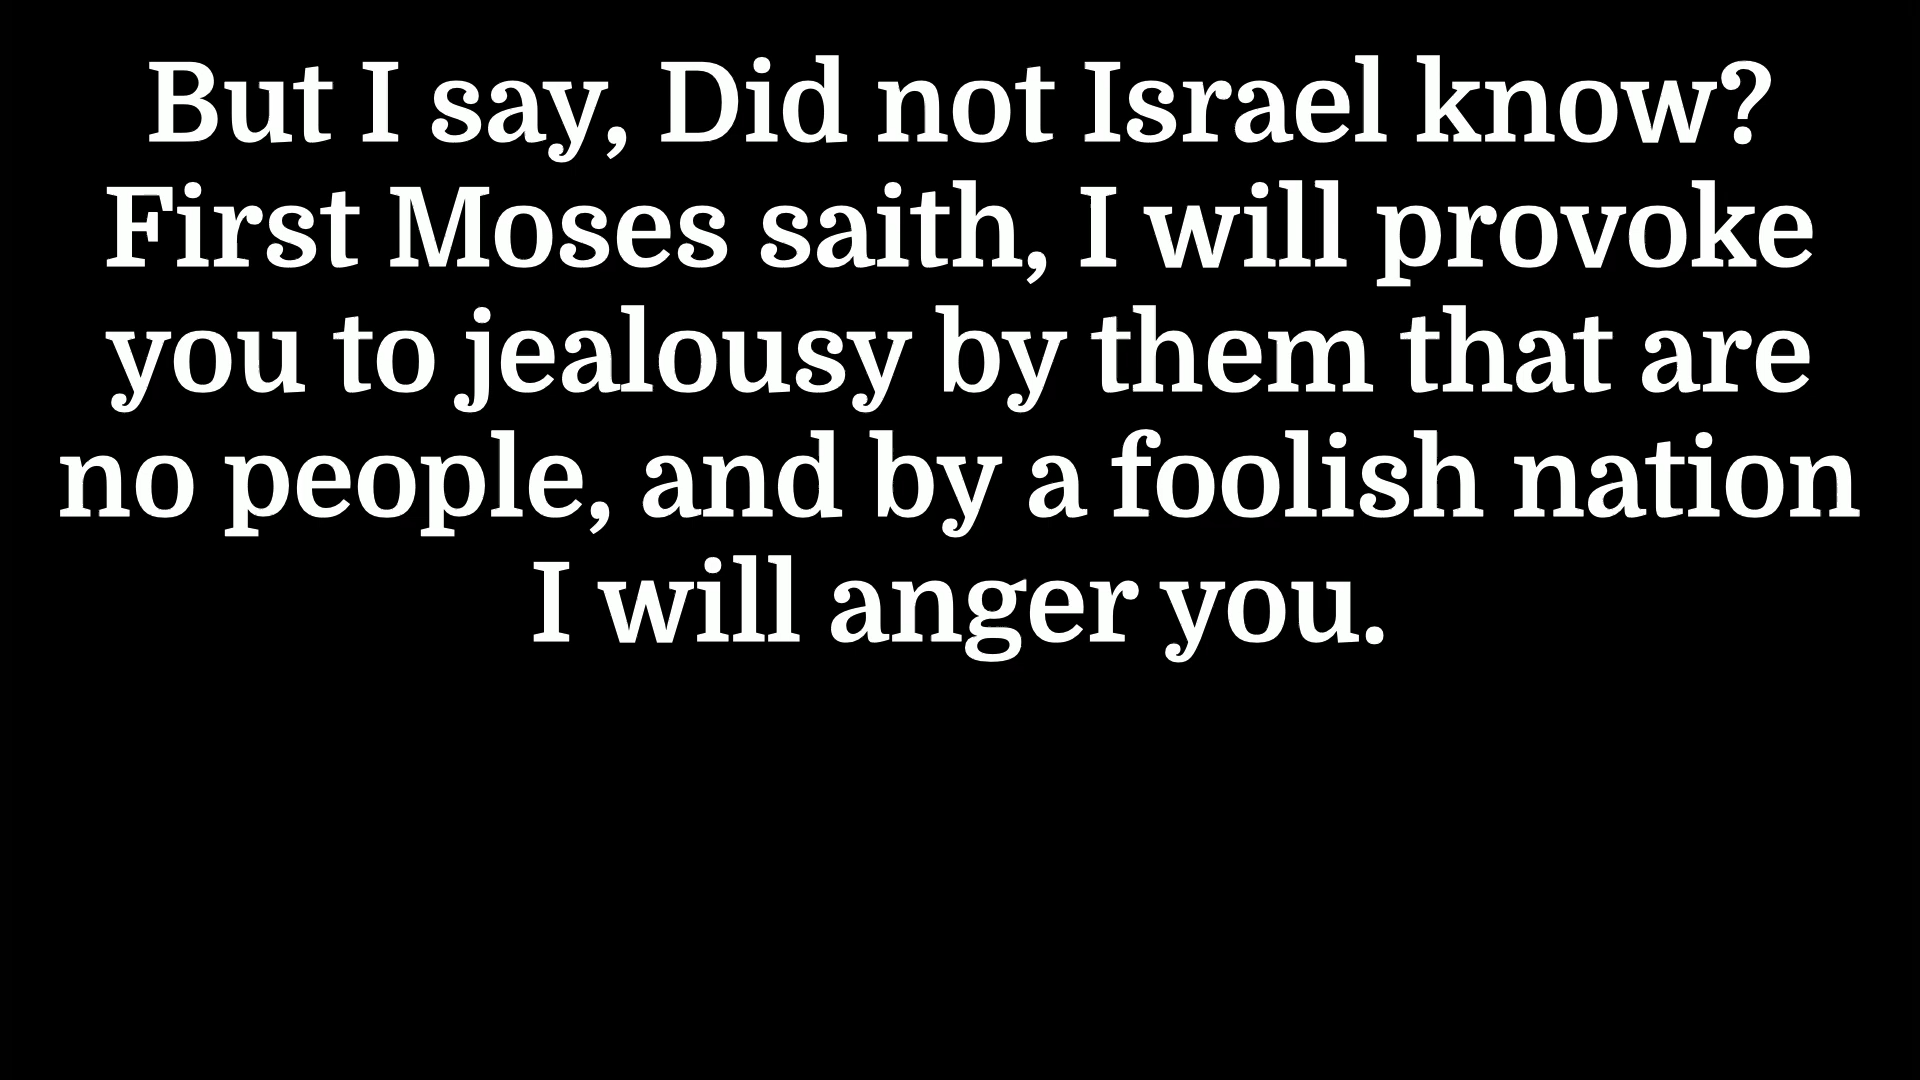 But I say, Did not Israel know?
First Moses saith, I will provoke
you to jealousy by them that are
no people, and by a foolish nation
I will anger you.